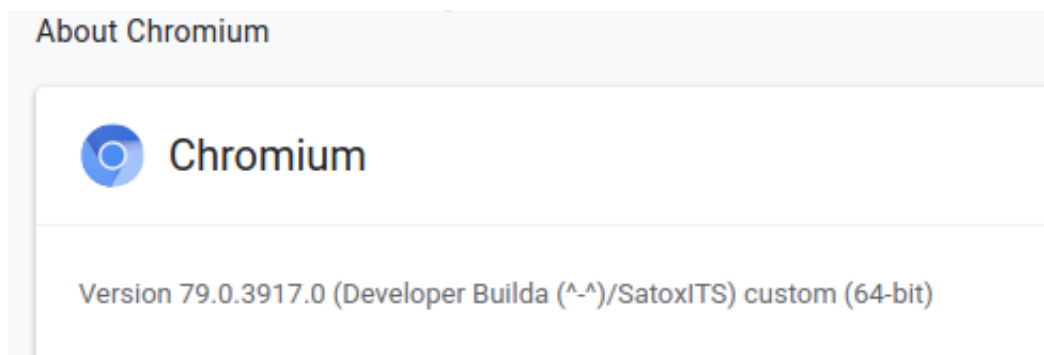 About Chromium
Chromium
Version 79.0.3917.0 (Developer Builda (^-^)/SatoxITS) custom (64-bit)